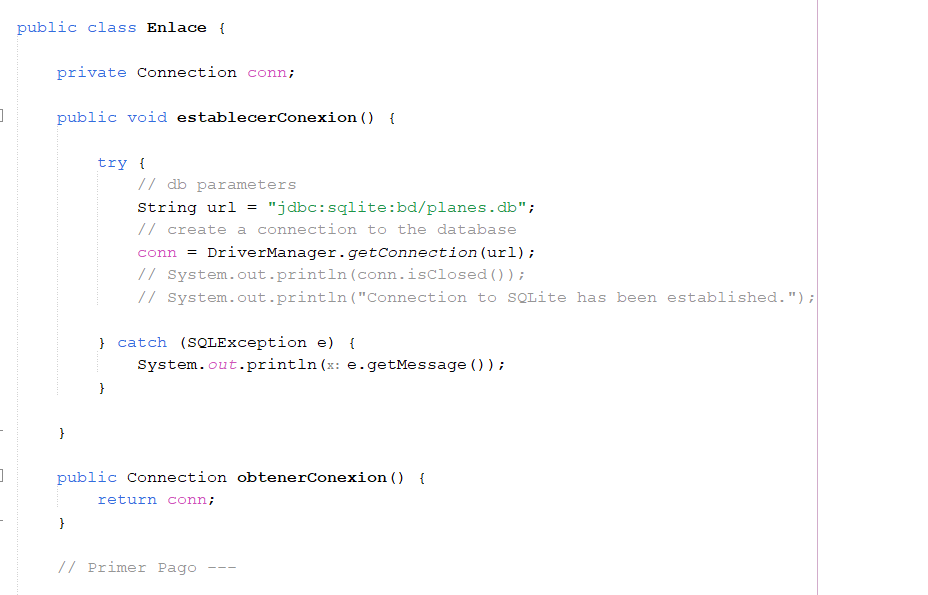 public class Enlace {
private Connection conn;
public void establecerConexion() {
try {
// db parameters
String url = "jdbc:sqlite:bd/planes.db";
// create a connection to the database
conn = DriverManager.getConnection(url);
// System.out.println(conn.isClosed());
// System.out.println("Connection to SQLite has been established.");
} catch (SQLException e) {
System.out.println(x: e.getMessage());
}
}
public Connection obtenerConexion() {
return conn;
}
// Primer Pago ---